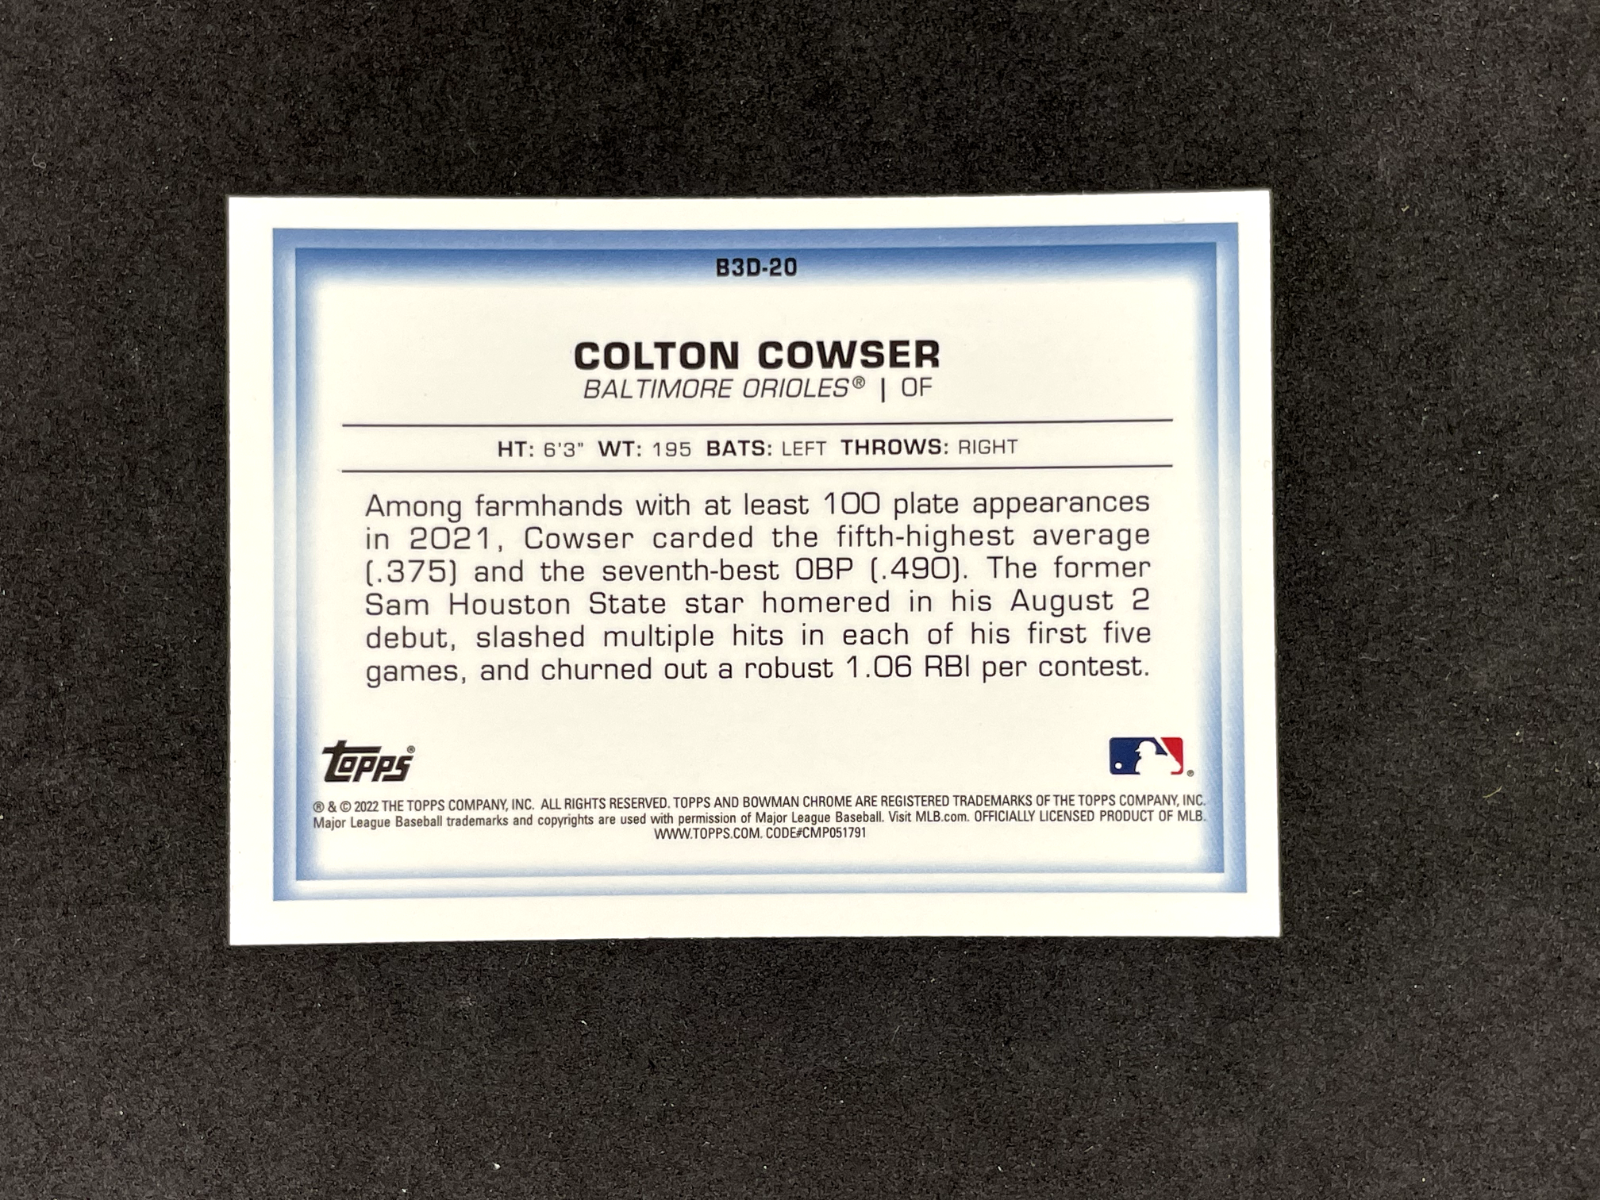 B3D-20
COLTON COWSER
BALTIMORE ORIOLES® | OF
HT: 6'3" WT: 195 BATS: LEFT THROWS: RIGHT
Among farmhands with at least 100 plate appearances
in 2021, Cowser carded the fifth-highest average
(.375) and the seventh-best OBP (.490). The former
Sam Houston State star homered in his August 2
debut, slashed multiple hits in each of his first five
games, and churned out a robust 1.06 RBI per contest.
Topps®
®
® & © 2022 THE TOPPS COMPANY, INC. ALL RIGHTS RESERVED. TOPPS AND BOWMAN CHROME ARE REGISTERED TRADEMARKS OF THE TOPPS COMPANY, INC.
Major League Baseball trademarks and copyrights are used with permission of Major League Baseball. Visit MLB.com. OFFICIALLY LICENSED PRODUCT OF MLB.
WWW.TOPPS.COM. CODE#CMP051791